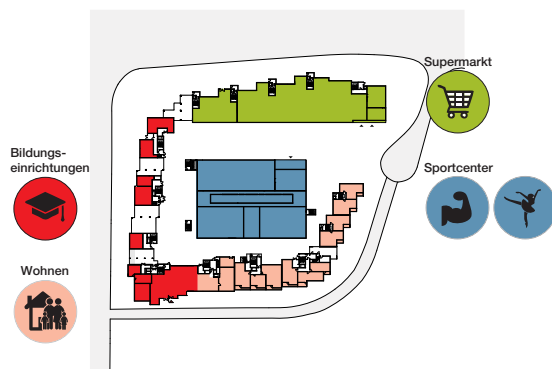 Supermarkt
Bildungs-
einrichtungen
Sportcenter
Wohnen